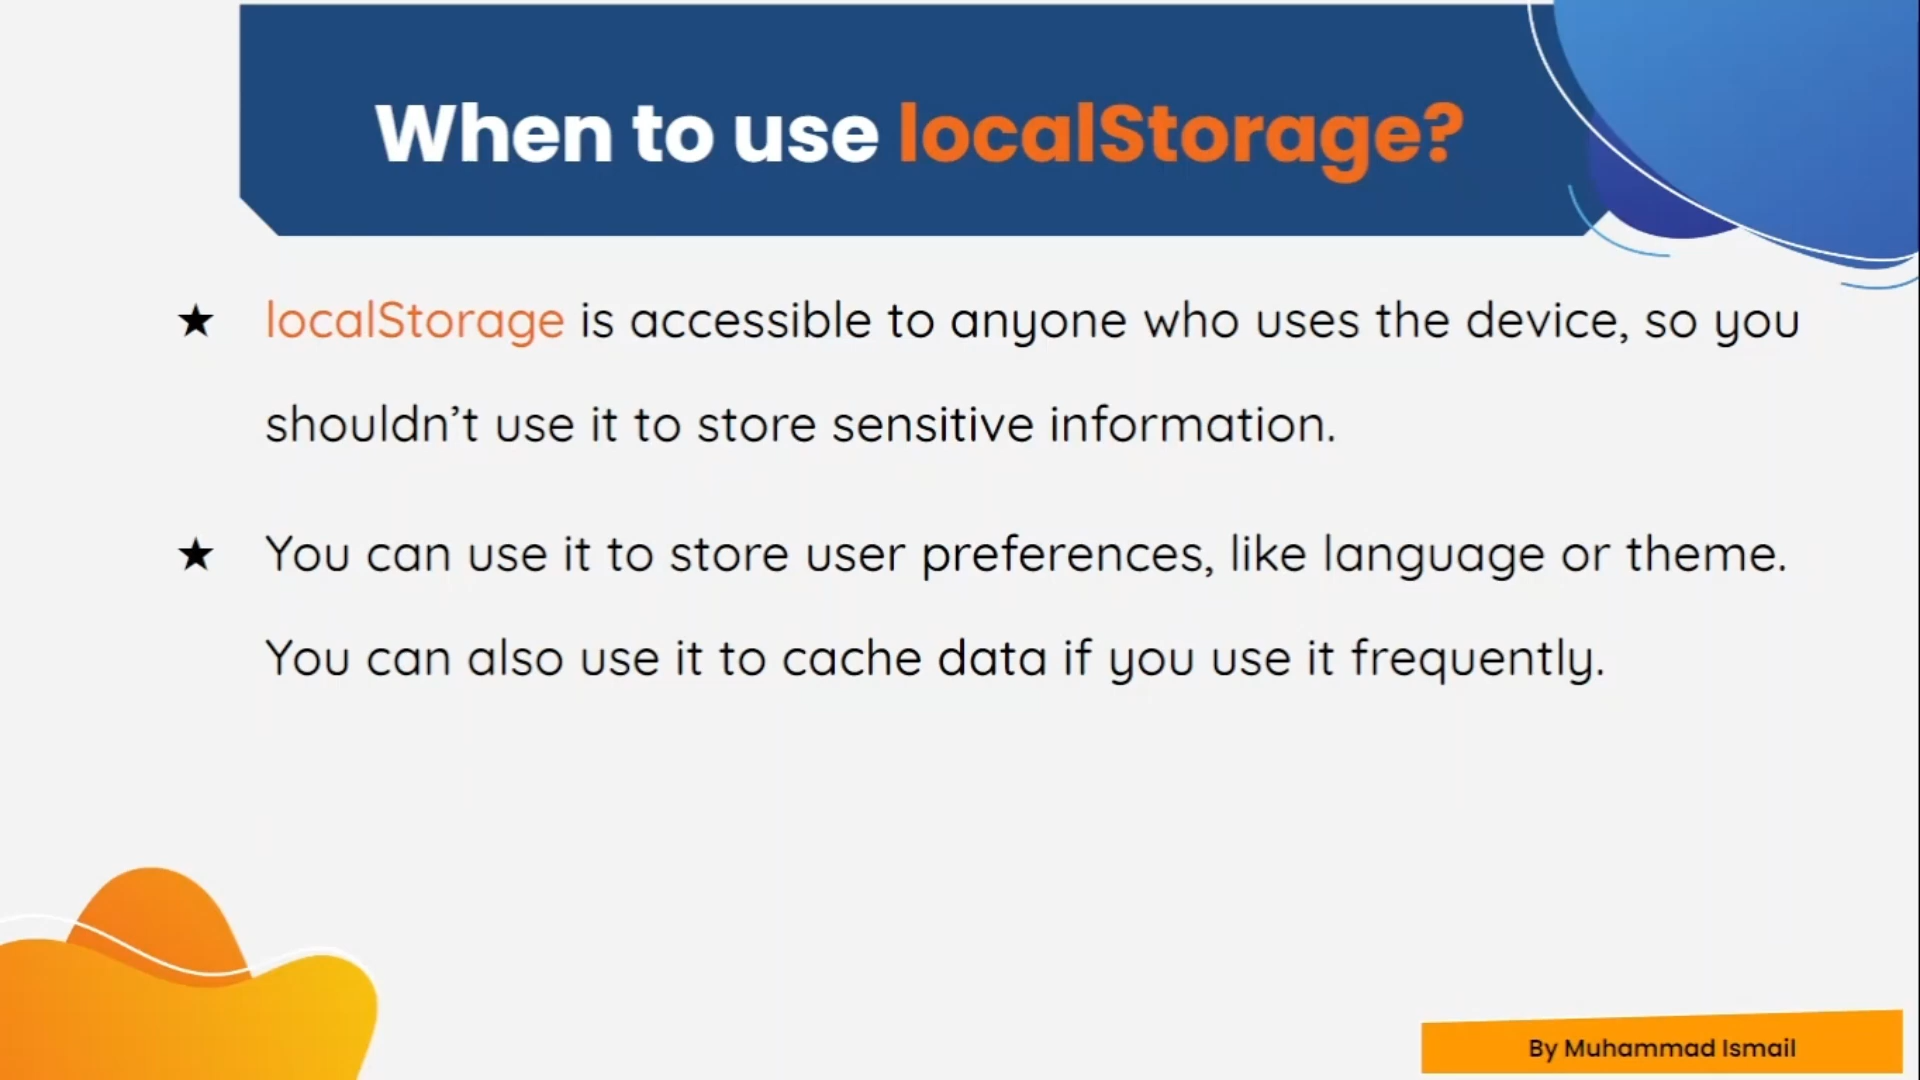 When to use localStorage?
★ localStorage is accessible to anyone who uses the device, so you
shouldn’t use it to store sensitive information.
★ You can use it to store user preferences, like language or theme.
You can also use it to cache data if you use it frequently.
By Muhammad Ismail